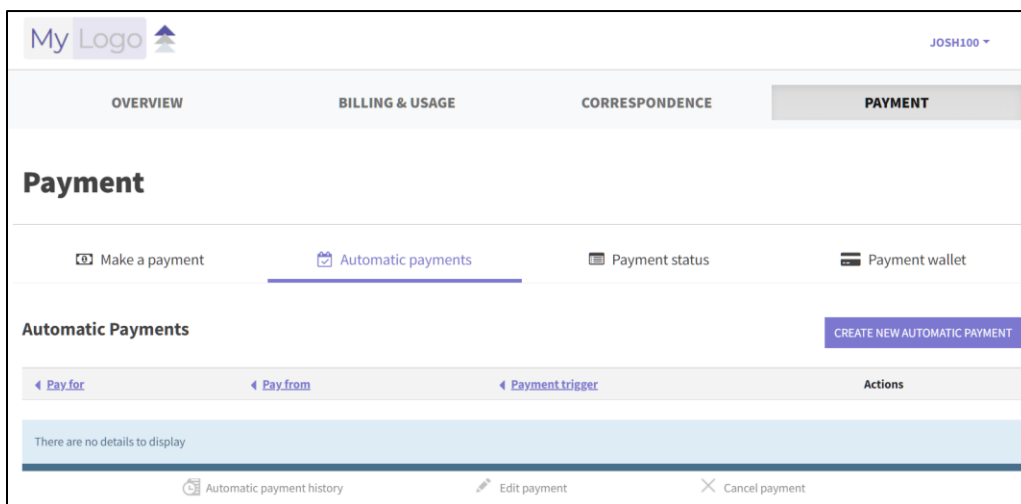 My Logo
JOSH100
OVERVIEW BILLING & USAGE CORRESPONDENCE PAYMENT
Payment
Make a payment Automatic payments Payment status Payment wallet
Automatic Payments CREATE NEW AUTOMATIC PAYMENT
Pay for Pay from Payment trigger Actions
There are no details to display
Automatic payment history Edit payment Cancel payment